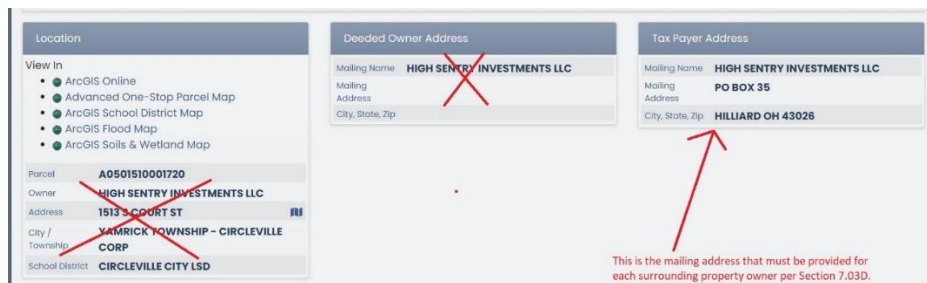 Location
View In
ArcGIS Online
Advanced One-Stop Parcel Map
ArcGIS School District Map
ArcGIS Flood Map
ArcGIS Soils & Wetland Map
Parcel A0501510001720
Owner HIGH SENTRY INVESTMENTS LLC
Address 1513 S COURT ST
City / YAMRICK TOWNSHIP - CIRCLEVILLE
Township CORP
School District CIRCLEVILLE CITY LSD
Deeded Owner Address
Mailing Name HIGH SENTRY INVESTMENTS LLC
Mailing
Address
City, State, Zip
Tax Payer Address
Mailing Name HIGH SENTRY INVESTMENTS LLC
Mailing PO BOX 35
Address
City, State, Zip HILLIARD OH 43026
This is the mailing address that must be provided for
each surrounding property owner per Section 7.03D.